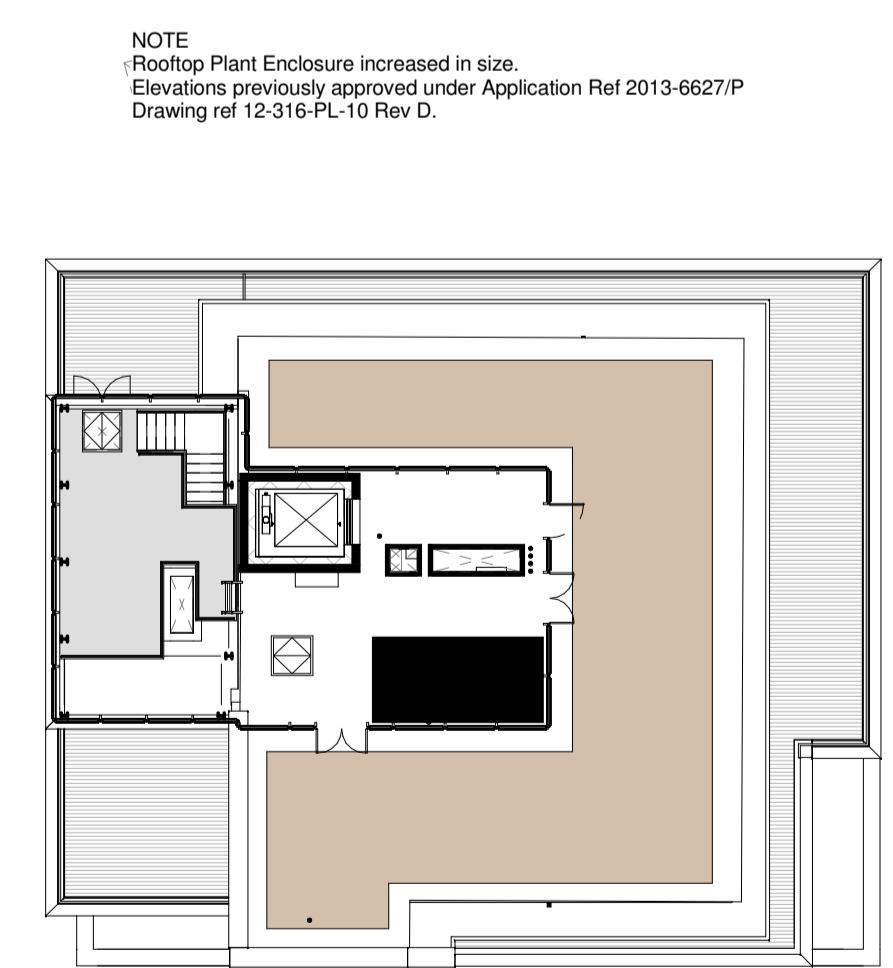 NOTE
Rooftop Plant Enclosure increased in size.
Elevations previously approved under Application Ref 2013-6627/P
Drawing ref 12-316-PL-10 Rev D.